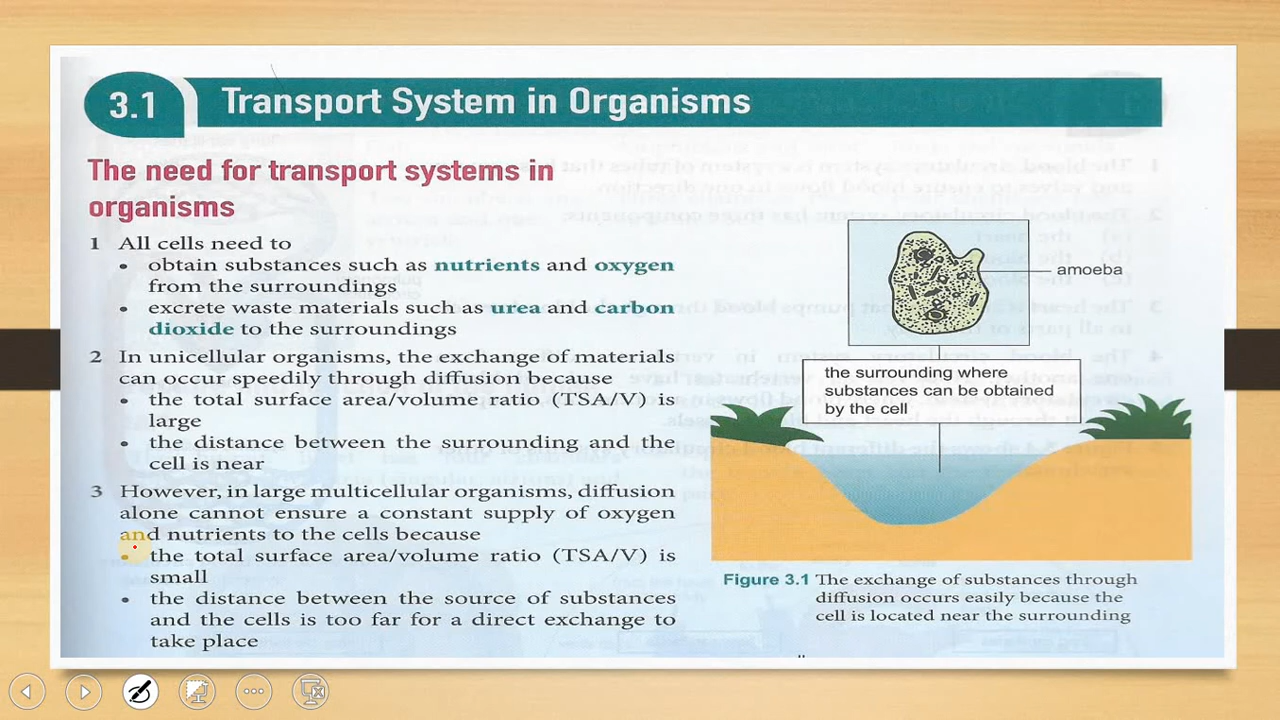 3.1 Transport System in Organisms
The need for transport systems in
organisms
1 All cells need to
• obtain substances such as nutrients and oxygen
from the surroundings
• excrete waste materials such as urea and carbon
dioxide to the surroundings
2 In unicellular organisms, the exchange of materials
can occur speedily through diffusion because
• the total surface area/volume ratio (TSA/V) is
large
• the distance between the surrounding and the
cell is near
3 However, in large multicellular organisms, diffusion
alone cannot ensure a constant supply of oxygen
and nutrients to the cells because
• the total surface area/volume ratio (TSA/V) is
small
• the distance between the source of substances
and the cells is too far for a direct exchange to
take place
amoeba
the surrounding where
substances can be obtained
by the cell
Figure 3.1 The exchange of substances through
diffusion occurs easily because the
cell is located near the surrounding